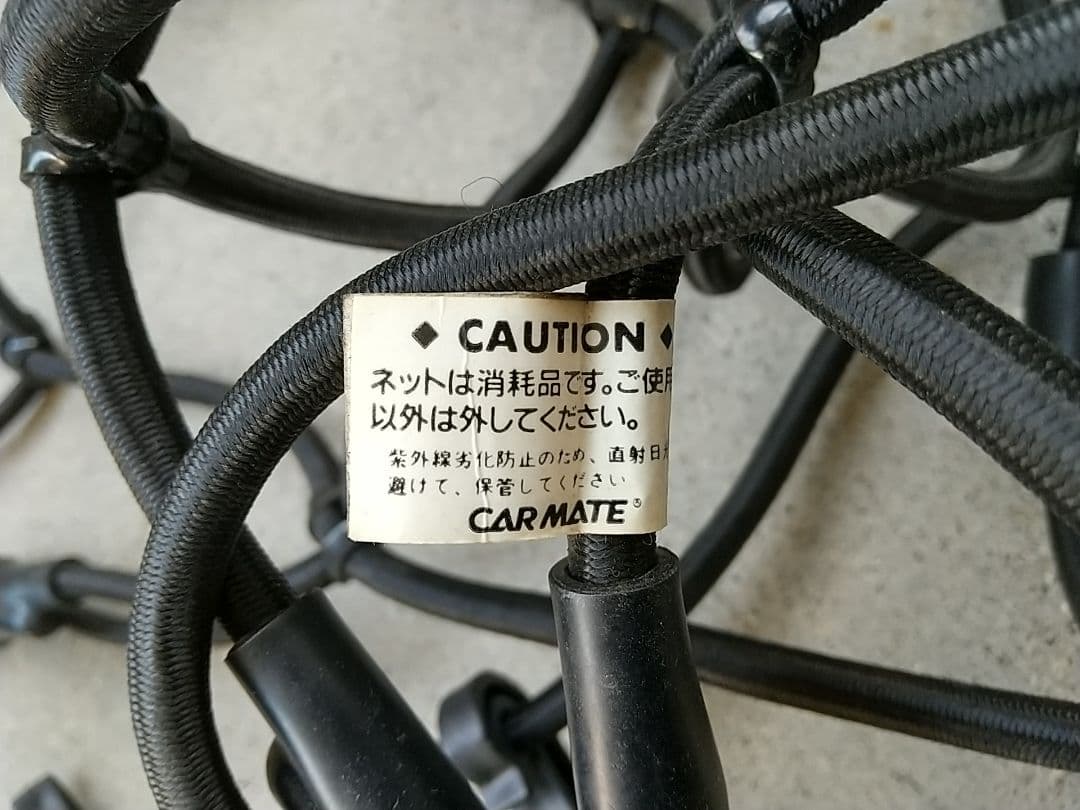 ◆ CAUTION ◆
ネットは消耗品です。ご使用
以外は外してください。
紫外線劣化防止のため、直射日
避けて、保管してください
CARMATE®